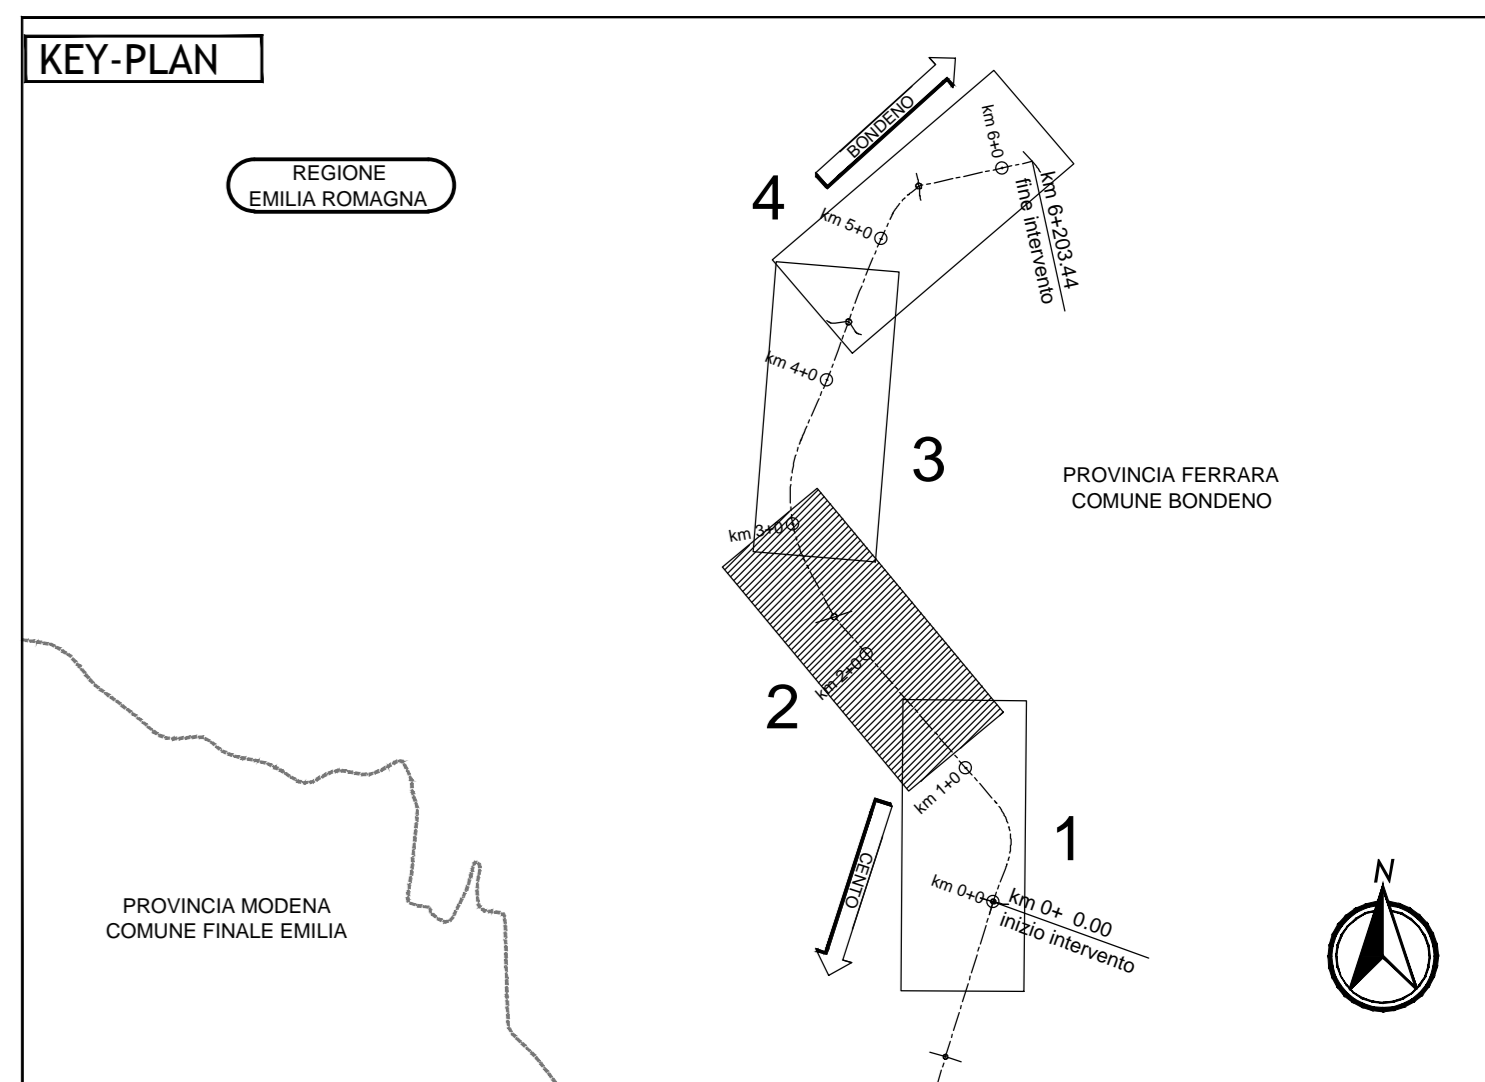 KEY-PLAN
REGIONE
EMILIA ROMAGNA
BONDENO
km 6+0
km 6+203.44
fine intervento
4
km 5+0
km 4+0
3
PROVINCIA FERRARA
COMUNE BONDENO
km 3+0
km 2+0
2
km 1+0
1
CENTO
km 0+0
km 0+ 0.00
inizio intervento
N
PROVINCIA MODENA
COMUNE FINALE EMILIA